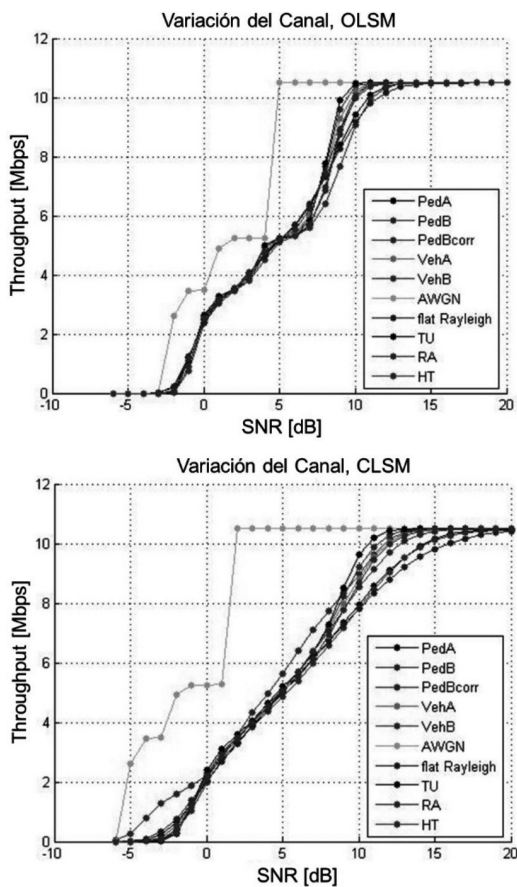 Variación del Canal, OLSM
Throughput [Mbps]
12
10
8
6
4
2
0
-10
-5
0
5
10
15
20
SNR [dB]
PedA
PedB
PedBcorr
VehA
VehB
AWGN
flat Rayleigh
TU
RA
HT
Variación del Canal, CLSM
Throughput [Mbps]
12
10
8
6
4
2
0
-10
-5
0
5
10
15
20
SNR [dB]
PedA
PedB
PedBcorr
VehA
VehB
AWGN
flat Rayleigh
TU
RA
HT